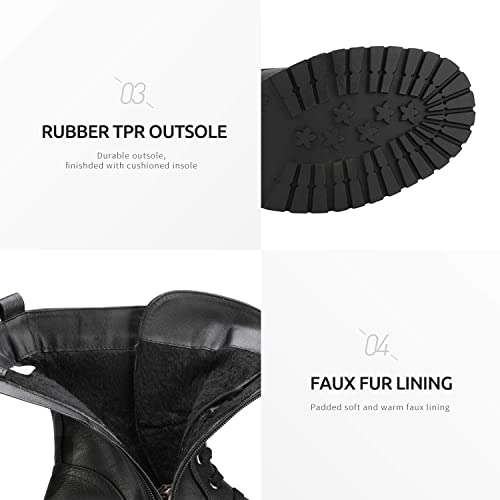 03
RUBBER TPR OUTSOLE
Durable outsole,
finishded with cushioned insole
04
FAUX FUR LINING
Padded soft and warm faux lining